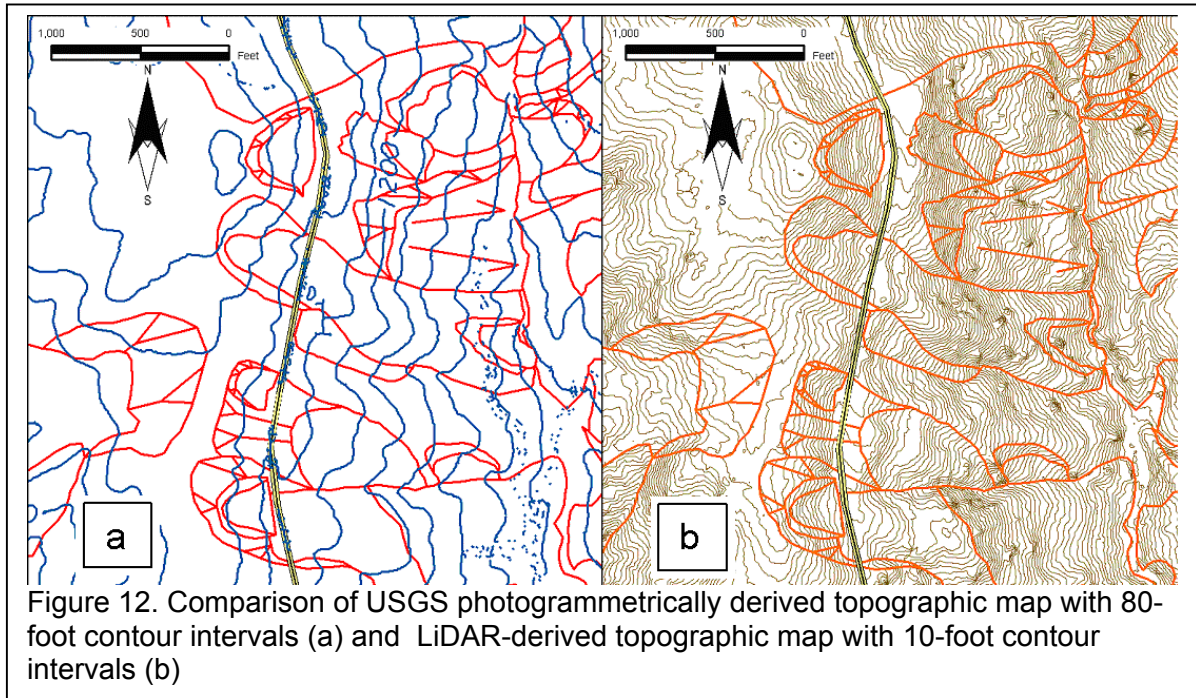 1,000 500 0
Feet
N
S
1200
a
1,000 500 0
Feet
N
S
b
Figure 12. Comparison of USGS photogrammetrically derived topographic map with 80-
foot contour intervals (a) and LiDAR-derived topographic map with 10-foot contour
intervals (b)